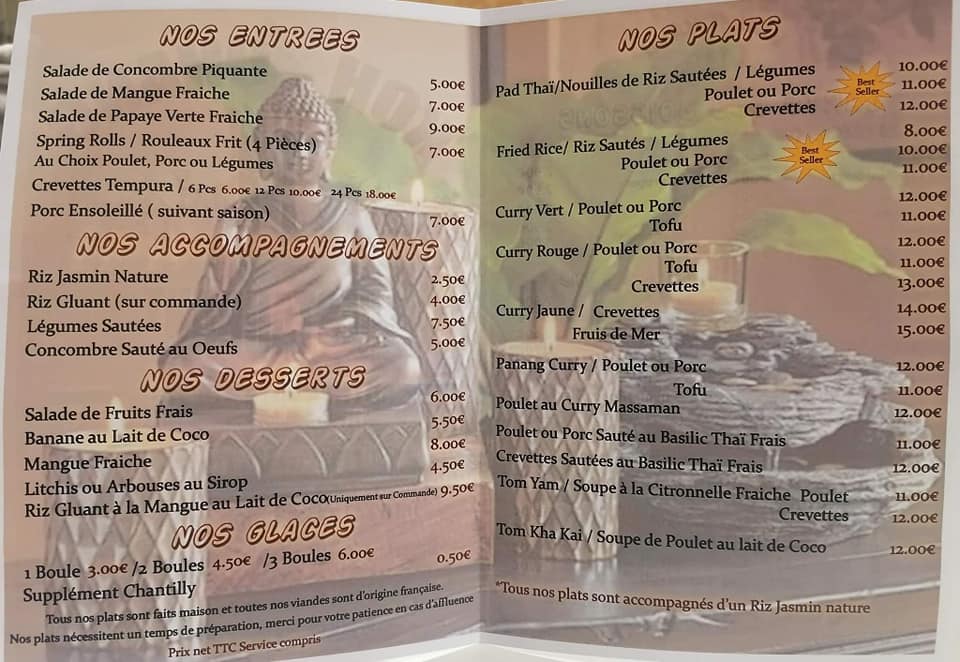 NOS ENTREES
Salade de Concombre Piquante 5.00€
Salade de Mangue Fraiche 7.00€
Salade de Papaye Verte Fraiche 9.00€
Spring Rolls / Rouleaux Frit (4 Pièces) 7.00€
Au Choix Poulet, Porc ou Légumes
Crevettes Tempura / 6 Pcs 6.00€ 12 Pcs 10.00€ 24 Pcs 18.00€
Porc Ensoleillé ( suivant saison) 7.00€
NOS ACCOMPAGNEMENTS
Riz Jasmin Nature 2.50€
Riz Gluant (sur commande) 4.00€
Légumes Sautées 7.50€
Concombre Sauté au Oeufs 5.00€
NOS DESSERTS
Salade de Fruits Frais 6.00€
Banane au Lait de Coco 5.50€
Mangue Fraiche 8.00€
Litchis ou Arbouses au Sirop 4.50€
Riz Gluant à la Mangue au Lait de Coco(Uniquement sur Commande) 9.50€
NOS GLACES
1 Boule 3.00€ /2 Boules 4.50€ /3 Boules 6.00€
Supplément Chantilly 0.50€
Tous nos plats sont faits maison et toutes nos viandes sont d'origine française.
Nos plats nécessitent un temps de préparation, merci pour votre patience en cas d'affluence
Prix net TTC Service compris
NOS PLATS
Pad Thaï/Nouilles de Riz Sautées / Légumes 10.00€
Poulet ou Porc 11.00€
Crevettes 12.00€
Best
Seller
Fried Rice/ Riz Sautés / Légumes 8.00€
Poulet ou Porc 10.00€
Crevettes 11.00€
Best
Seller
Curry Vert / Poulet ou Porc 12.00€
Tofu 11.00€
Curry Rouge / Poulet ou Porc 12.00€
Tofu 11.00€
Crevettes 13.00€
Curry Jaune / Crevettes 14.00€
Fruis de Mer 15.00€
Panang Curry / Poulet ou Porc 12.00€
Tofu 11.00€
Poulet au Curry Massaman 12.00€
Poulet ou Porc Sauté au Basilic Thaï Frais 11.00€
Crevettes Sautées au Basilic Thaï Frais 12.00€
Tom Yam / Soupe à la Citronnelle Fraiche Poulet 11.00€
Crevettes 12.00€
Tom Kha Kai / Soupe de Poulet au lait de Coco 12.00€
*Tous nos plats sont accompagnés d'un Riz Jasmin nature